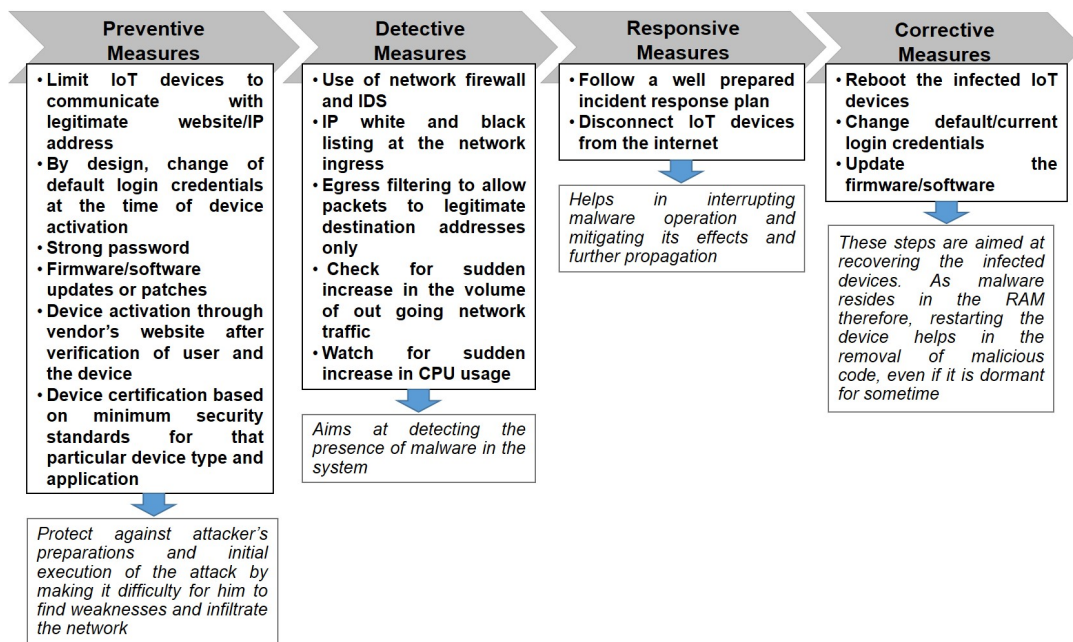 Preventive
Measures
• Limit IoT devices to
communicate with
legitimate website/IP
address
• By design, change of
default login credentials
at the time of device
activation
• Strong password
• Firmware/software
updates or patches
• Device activation through
vendor's website after
verification of user and
the device
• Device certification based
on minimum security
standards for that
particular device type and
application
Protect against attacker's
preparations and initial
execution of the attack by
making it difficulty for him to
find weaknesses and infiltrate
the network
Detective
Measures
• Use of network firewall
and IDS
• IP white and black
listing at the network
ingress
• Egress filtering to allow
packets to legitimate
destination addresses
only
• Check for sudden
increase in the volume
of out going network
traffic
• Watch for sudden
increase in CPU usage
Aims at detecting the
presence of malware in the
system
Responsive
Measures
• Follow a well prepared
incident response plan
• Disconnect IoT devices
from the internet
Helps in interrupting
malware operation and
mitigating its effects and
further propagation
Corrective
Measures
• Reboot the infected IoT
devices
• Change default/current
login credentials
• Update the
firmware/software
These steps are aimed at
recovering the infected
devices. As malware
resides in the RAM
therefore, restarting the
device helps in the
removal of malicious
code, even if it is dormant
for sometime